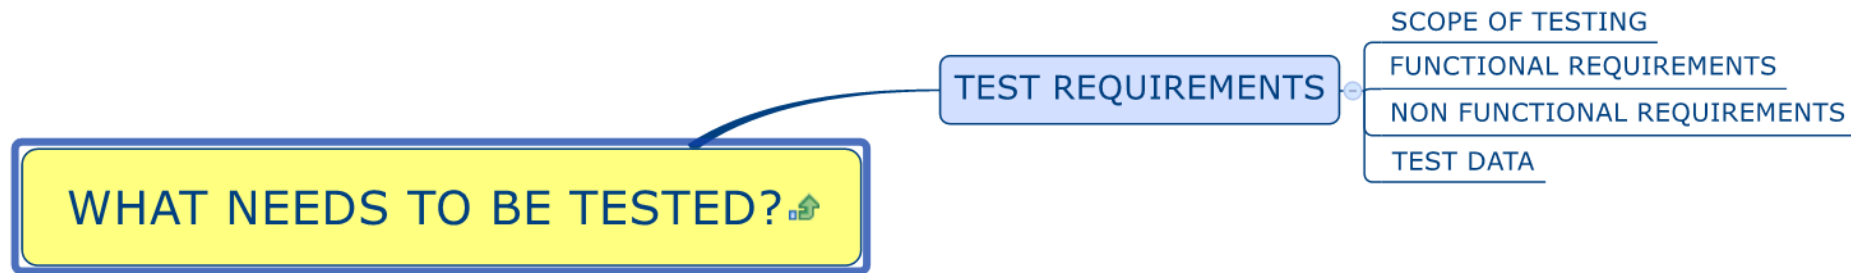 SCOPE OF TESTING
FUNCTIONAL REQUIREMENTS
TEST REQUIREMENTS
NON FUNCTIONAL REQUIREMENTS
TEST DATA
WHAT NEEDS TO BE TESTED?